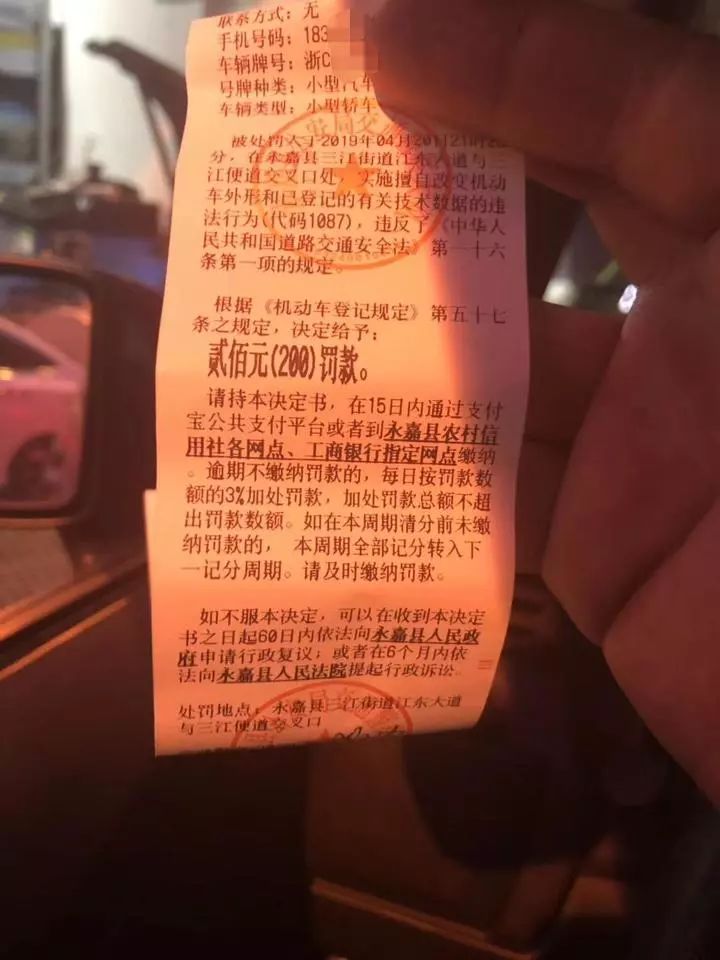 联系方式：无
手机号码：183
车辆牌号：浙C
号牌种类：小型汽车
车辆类型：小型轿车
被处罚人于2019年04月20日21时2
分，在永嘉县三江街道江东大道与三
江便道交叉口处，实施擅自改变机动
车外形和已登记的有关技术数据的违
法行为(代码1087)，违反了《中华人
民共和国道路交通安全法》第一十六
条第一项的规定。
根据《机动车登记规定》第五十七
条之规定，决定给予：
贰佰元(200)罚款。
请持本决定书，在15日内通过支付
宝公共支付平台或者到永嘉县农村信
用社各网点、工商银行指定网点缴纳
。逾期不缴纳罚款的，每日按罚款数
额的3%加处罚款，加处罚款总额不超
出罚款数额。如在本周期清分前未缴
纳罚款的， 本周期全部记分转入下
一记分周期。请及时缴纳罚款。
如不服本决定，可以在收到本决定
书之日起60日内依法向永嘉县人民政
府申请行政复议；或者在6个月内依
法向永嘉县人民法院提起行政诉讼。
处罚地点：永嘉县三江街道江东大道
与三江便道交叉口